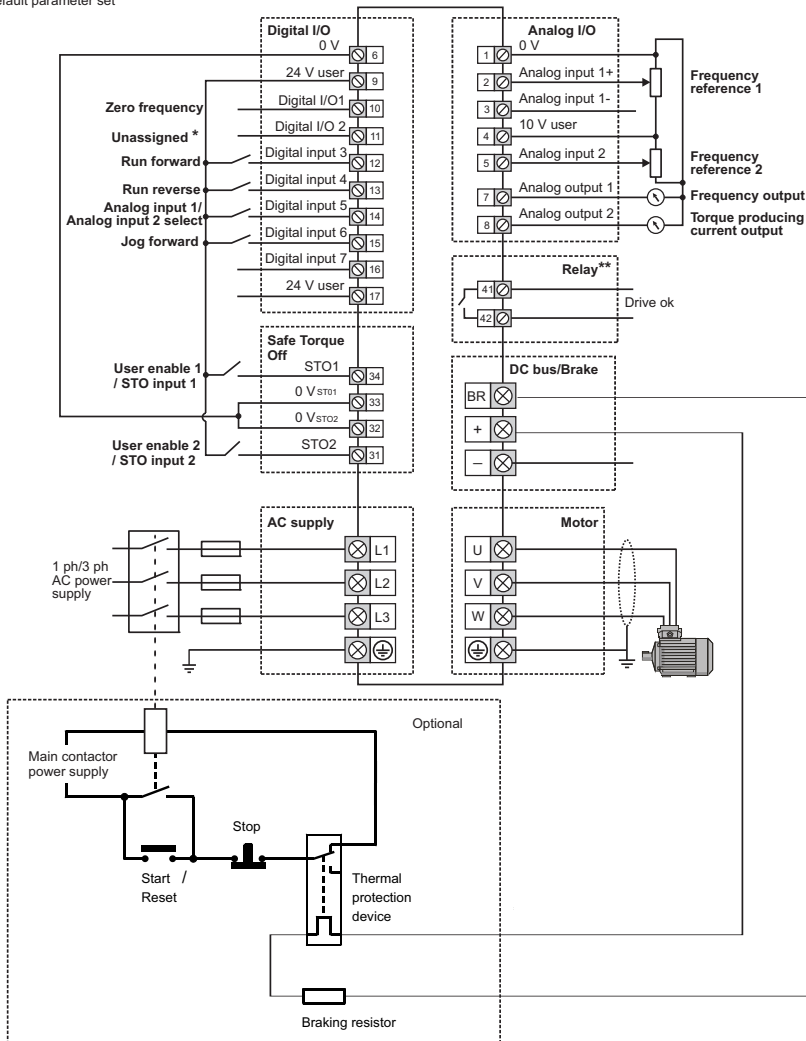 efault parameter set
Digital I/O
0 V
6
24 V user
9
Zero frequency
Digital I/O1
10
Unassigned *
Digital I/O 2
11
Run forward
Digital input 3
12
Run reverse
Digital input 4
13
Analog input 1/
Analog input 2 select
Digital input 5
14
Jog forward
Digital input 6
15
Digital input 7
16
24 V user
17
Analog I/O
0 V
1
Analog input 1+
2
Frequency
reference 1
Analog input 1-
3
10 V user
4
Analog input 2
5
Frequency
reference 2
Analog output 1
7
Frequency output
Analog output 2
8
Torque producing
current output
Relay**
41
42
Drive ok
Safe Torque
Off
User enable 1
/ STO input 1
STO1
34
0 VST01
33
0 VSTO2
32
User enable 2
/ STO input 2
STO2
31
DC bus/Brake
BR
+
–
AC supply
1 ph/3 ph
AC power
supply
L1
L2
L3
Motor
U
V
W
Optional
Main contactor
power supply
Stop
Start /
Reset
Thermal
protection
device
Braking resistor